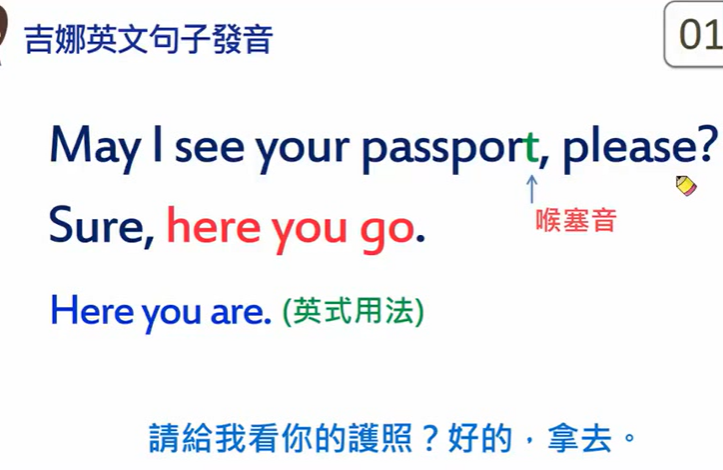 吉娜英文句子發音
01
May I see your passport, please?
喉塞音
Sure, here you go.
Here you are. (英式用法)
請給我看你的護照？好的，拿去。